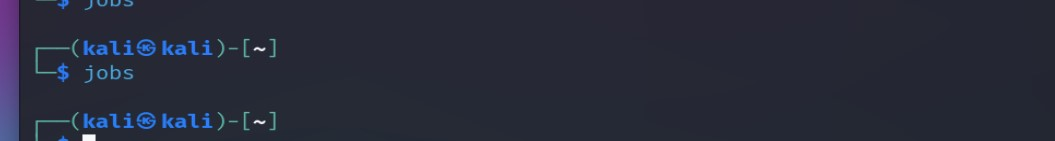 $ jobs
┌──(kali㉿kali)-[~]
└─$ jobs
┌──(kali㉿kali)-[~]
└─$